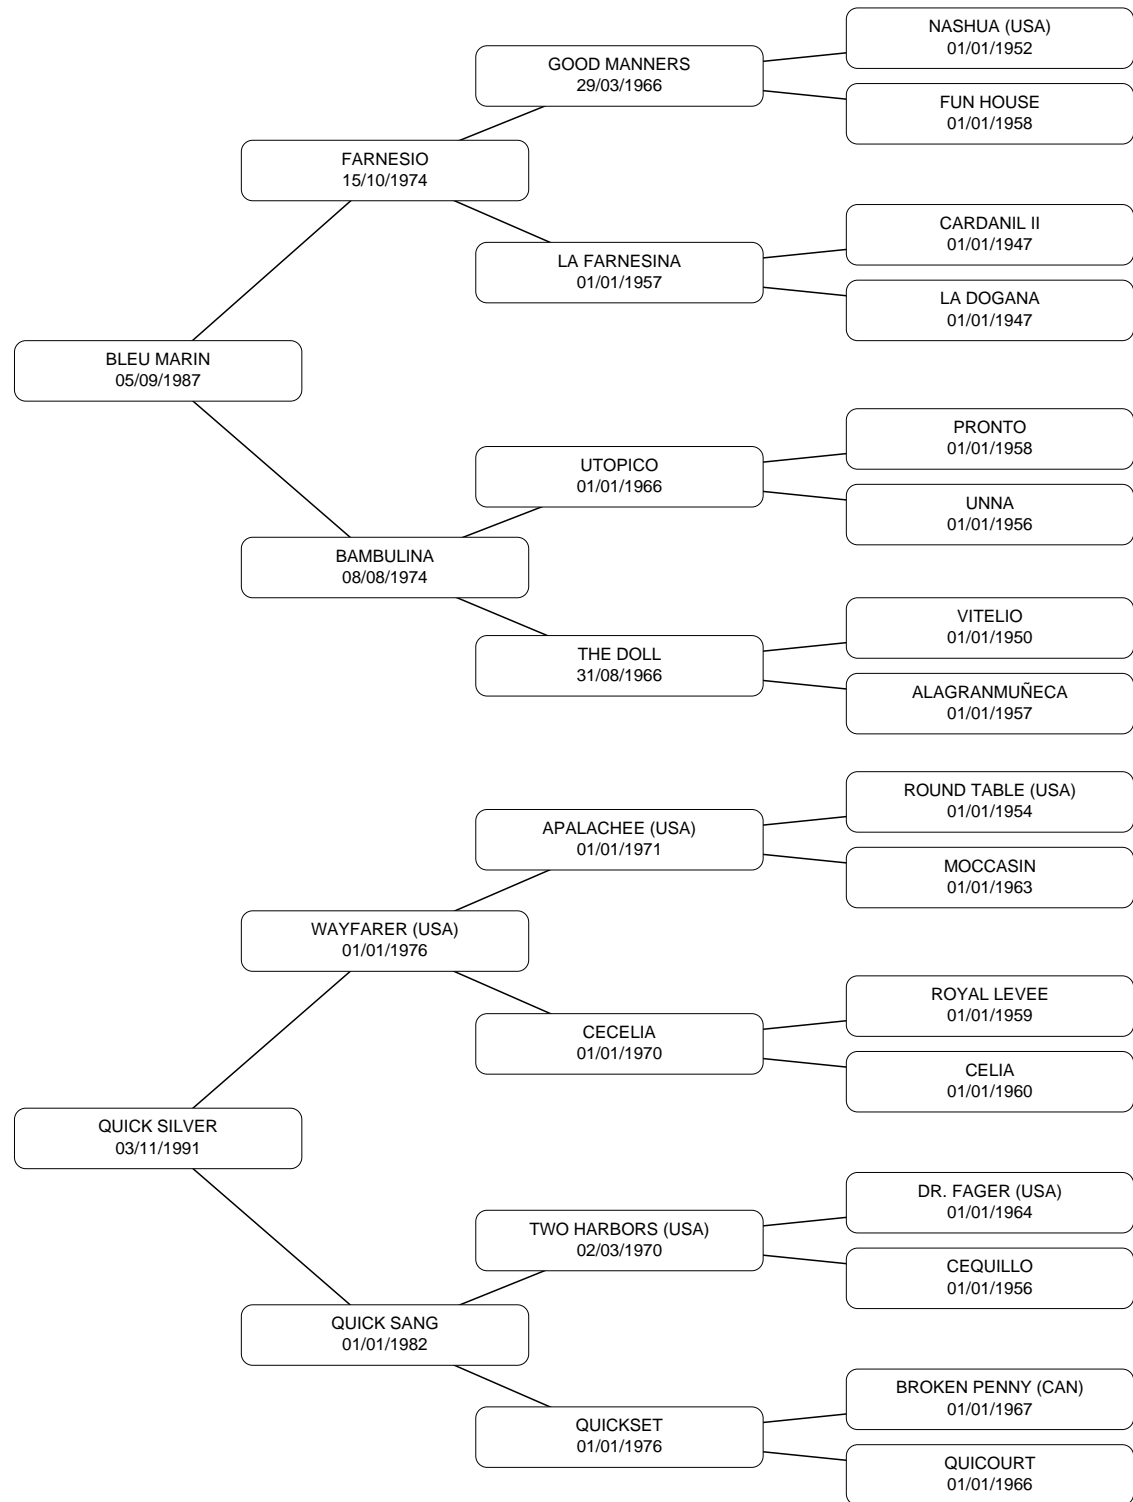 NASHUA (USA)
01/01/1952
GOOD MANNERS
29/03/1966
FUN HOUSE
01/01/1958
FARNESIO
15/10/1974
CARDANIL II
01/01/1947
LA FARNESINA
01/01/1957
LA DOGANA
01/01/1947
BLEU MARIN
05/09/1987
PRONTO
01/01/1958
UTOPICO
01/01/1966
UNNA
01/01/1956
BAMBULINA
08/08/1974
VITELIO
01/01/1950
THE DOLL
31/08/1966
ALAGRANMUÑECA
01/01/1957
ROUND TABLE (USA)
01/01/1954
APALACHEE (USA)
01/01/1971
MOCCASIN
01/01/1963
WAYFARER (USA)
01/01/1976
ROYAL LEVEE
01/01/1959
CECELIA
01/01/1970
CELIA
01/01/1960
QUICK SILVER
03/11/1991
DR. FAGER (USA)
01/01/1964
TWO HARBORS (USA)
02/03/1970
CEQUILLO
01/01/1956
QUICK SANG
01/01/1982
BROKEN PENNY (CAN)
01/01/1967
QUICKSET
01/01/1976
QUICOURT
01/01/1966